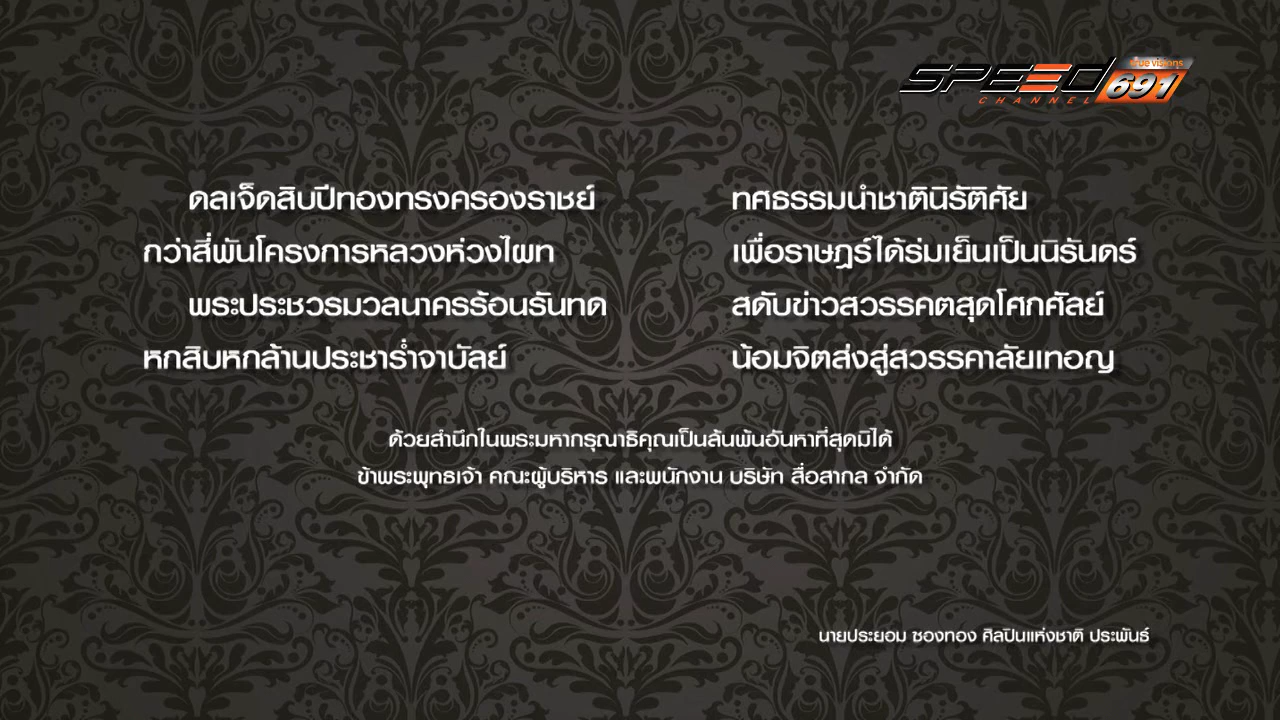 SPEED CHANNEL
true visions
691
ดลเจ็ดสิบปีทองทรงครองราชย์ ทศธรรมนำชาตินิรัติศัย
กว่าสี่พันโครงการหลวงห่วงไผท เพื่อราษฎร์ได้ร่มเย็นเป็นนิรันดร์
พระประชวรมวลนาครร้อนรันทด สดับข่าวสวรรคตสุดโศกศัลย์
หกสิบหกล้านประชาร่ำจาบัลย์ น้อมจิตส่งสู่สวรรคาลัยเทอญ
ด้วยสำนึกในพระมหากรุณาธิคุณเป็นล้นพ้นอันหาที่สุดมิได้
ข้าพระพุทธเจ้า คณะผู้บริหาร และพนักงาน บริษัท สื่อสากล จำกัด
นายประยอม ซองทอง ศิลปินแห่งชาติ ประพันธ์